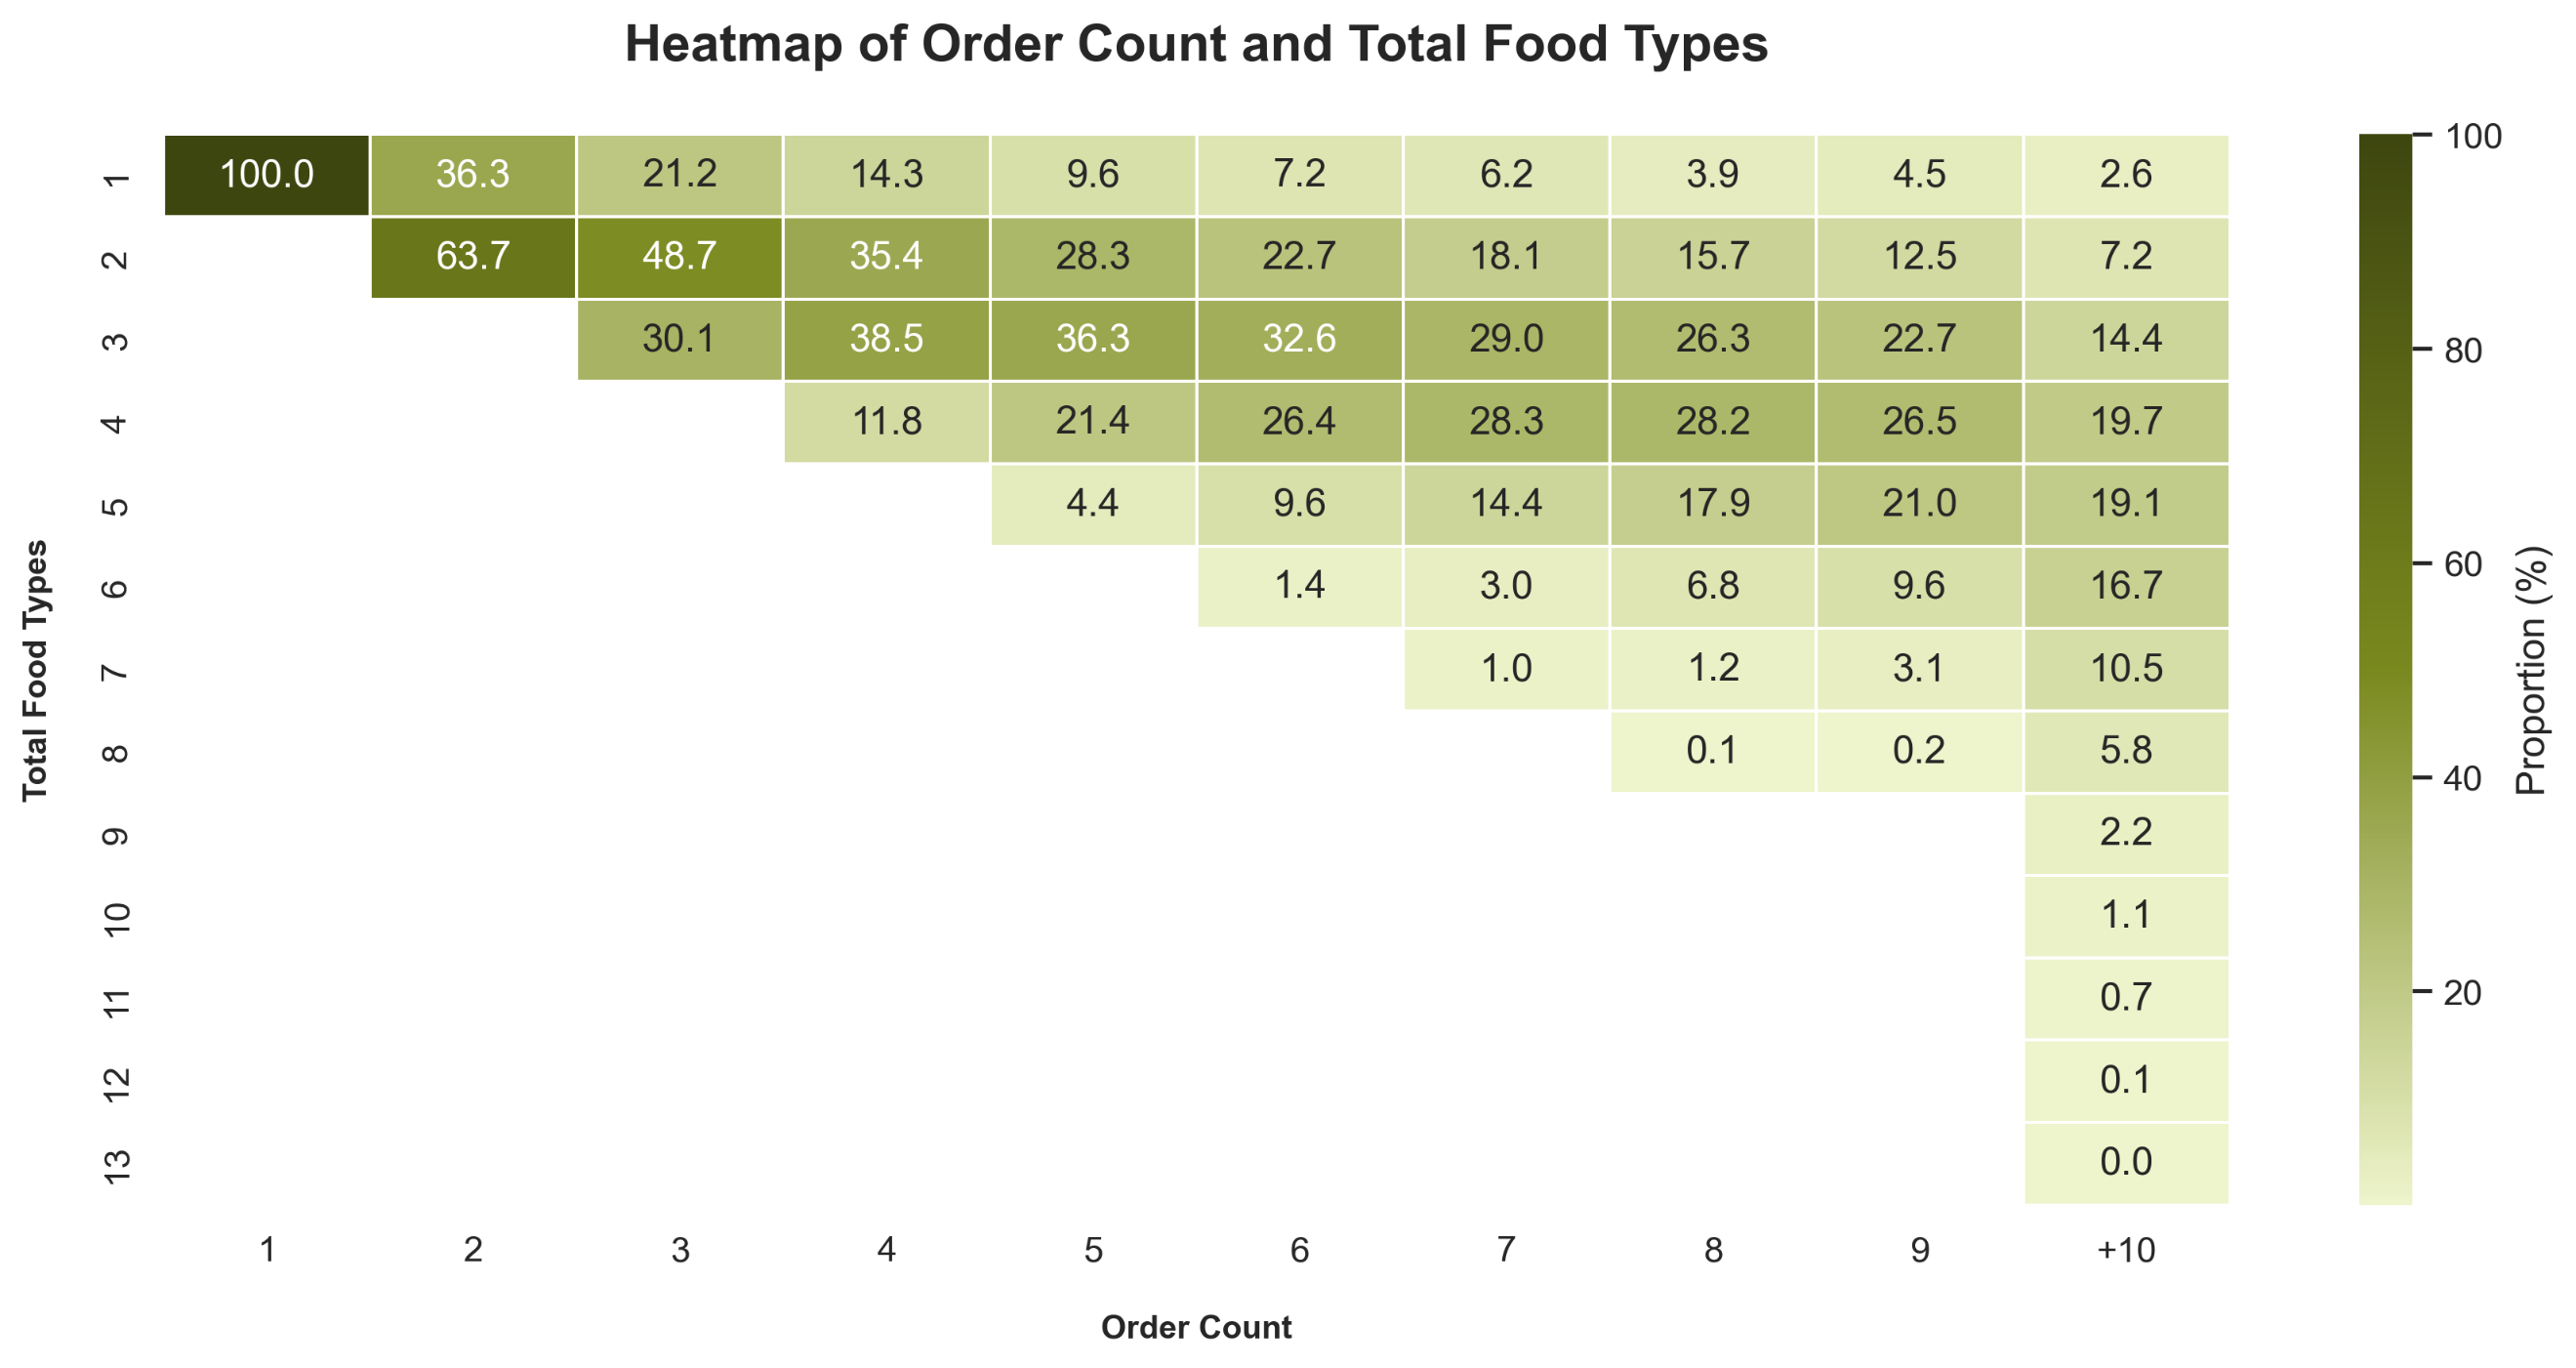 Heatmap of Order Count and Total Food Types
1 100.0 36.3 21.2 14.3 9.6 7.2 6.2 3.9 4.5 2.6
2 63.7 48.7 35.4 28.3 22.7 18.1 15.7 12.5 7.2
3 30.1 38.5 36.3 32.6 29.0 26.3 22.7 14.4
4 11.8 21.4 26.4 28.3 28.2 26.5 19.7
5 4.4 9.6 14.4 17.9 21.0 19.1
6 1.4 3.0 6.8 9.6 16.7
7 1.0 1.2 3.1 10.5
8 0.1 0.2 5.8
9 2.2
10 1.1
11 0.7
12 0.1
13 0.0
1 2 3 4 5 6 7 8 9 +10
Order Count
Total Food Types
100
80
60
40
20
Proportion (%)